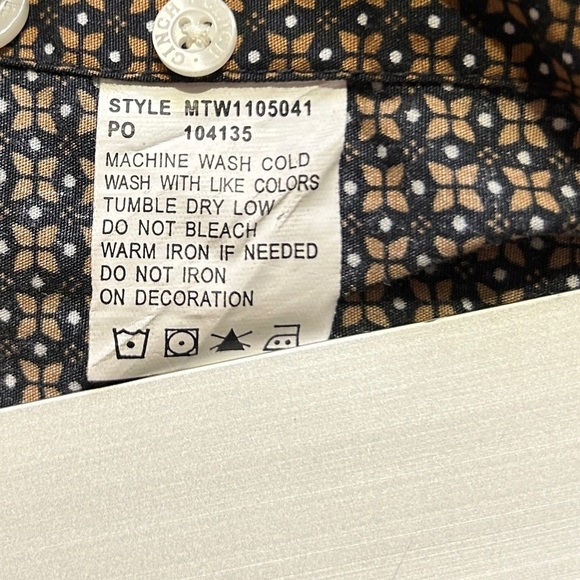 CINCH
STYLE MTW1105041
PO 104135
MACHINE WASH COLD
WASH WITH LIKE COLORS
TUMBLE DRY LOW
DO NOT BLEACH
WARM IRON IF NEEDED
DO NOT IRON
ON DECORATION